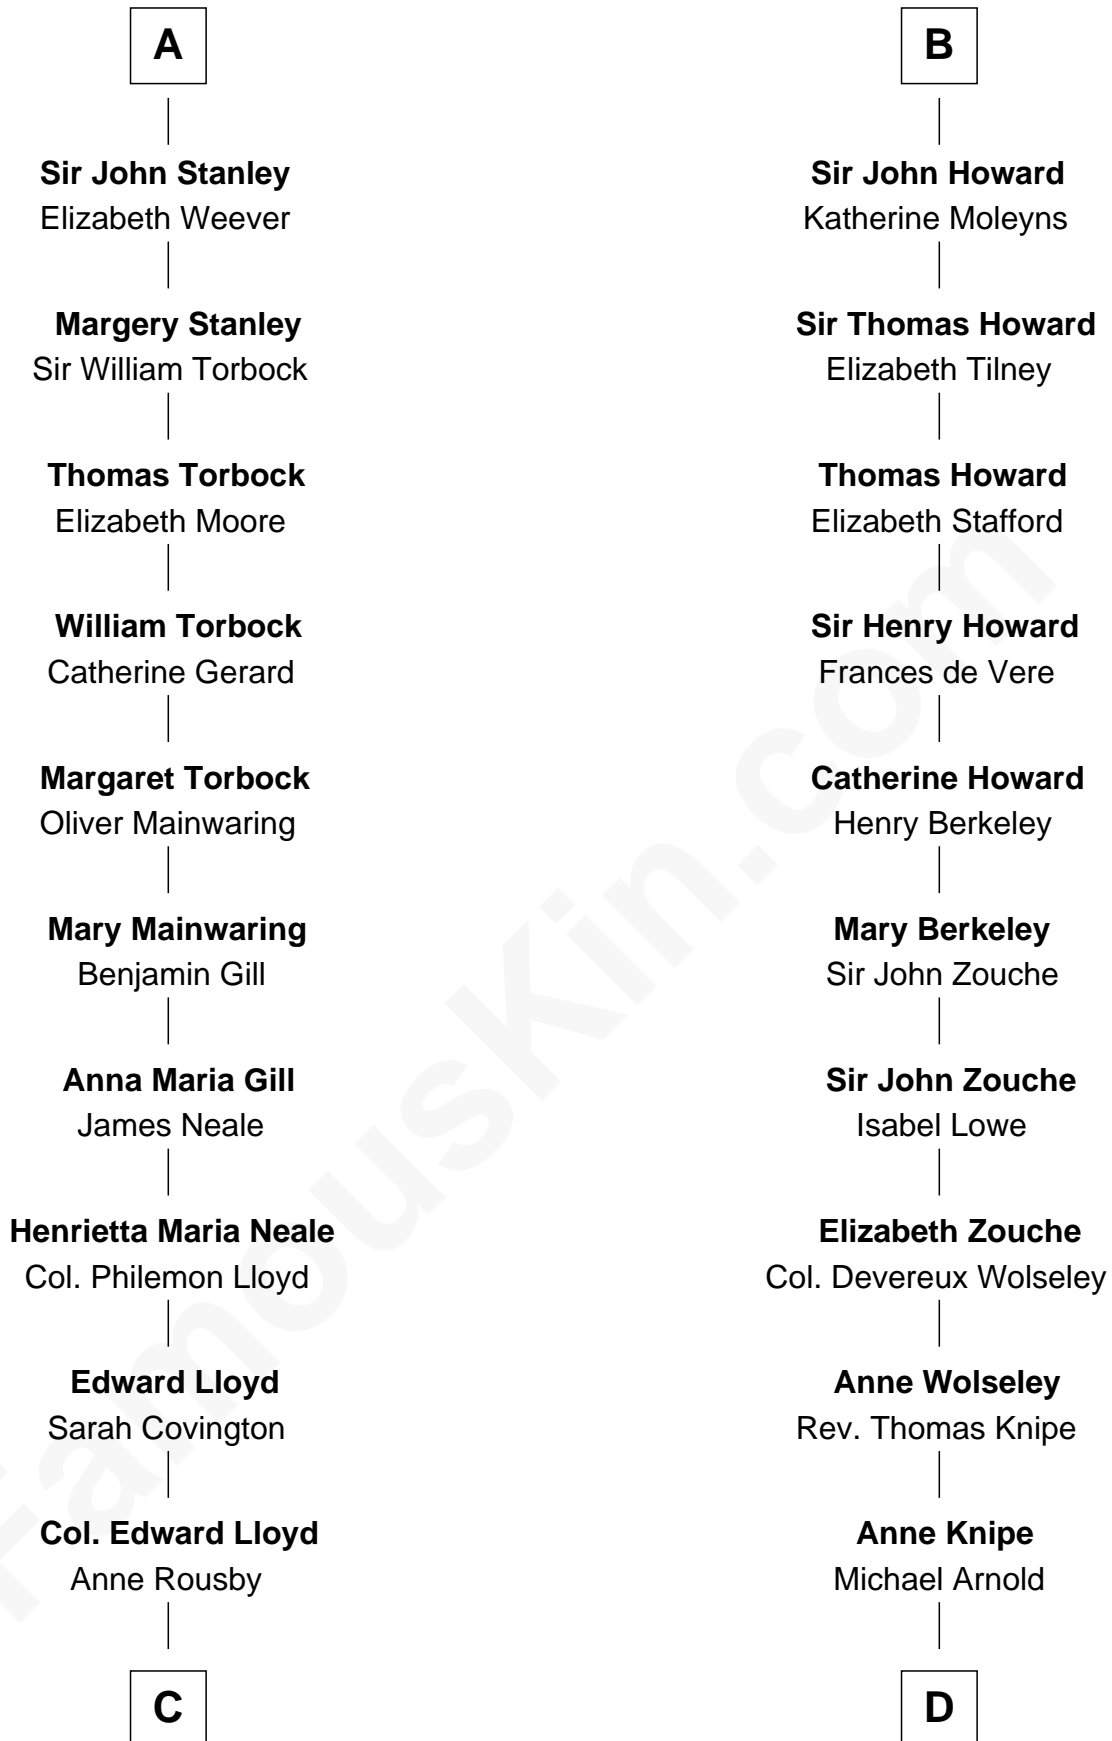 A
Sir John Stanley
Elizabeth Weever
Margery Stanley
Sir William Torbock
Thomas Torbock
Elizabeth Moore
William Torbock
Catherine Gerard
Margaret Torbock
Oliver Mainwaring
Mary Mainwaring
Benjamin Gill
Anna Maria Gill
James Neale
Henrietta Maria Neale
Col. Philemon Lloyd
Edward Lloyd
Sarah Covington
Col. Edward Lloyd
Anne Rousby
C
B
Sir John Howard
Katherine Moleyns
Sir Thomas Howard
Elizabeth Tilney
Thomas Howard
Elizabeth Stafford
Sir Henry Howard
Frances de Vere
Catherine Howard
Henry Berkeley
Mary Berkeley
Sir John Zouche
Sir John Zouche
Isabel Lowe
Elizabeth Zouche
Col. Devereux Wolseley
Anne Wolseley
Rev. Thomas Knipe
Anne Knipe
Michael Arnold
D
FamousKin.com